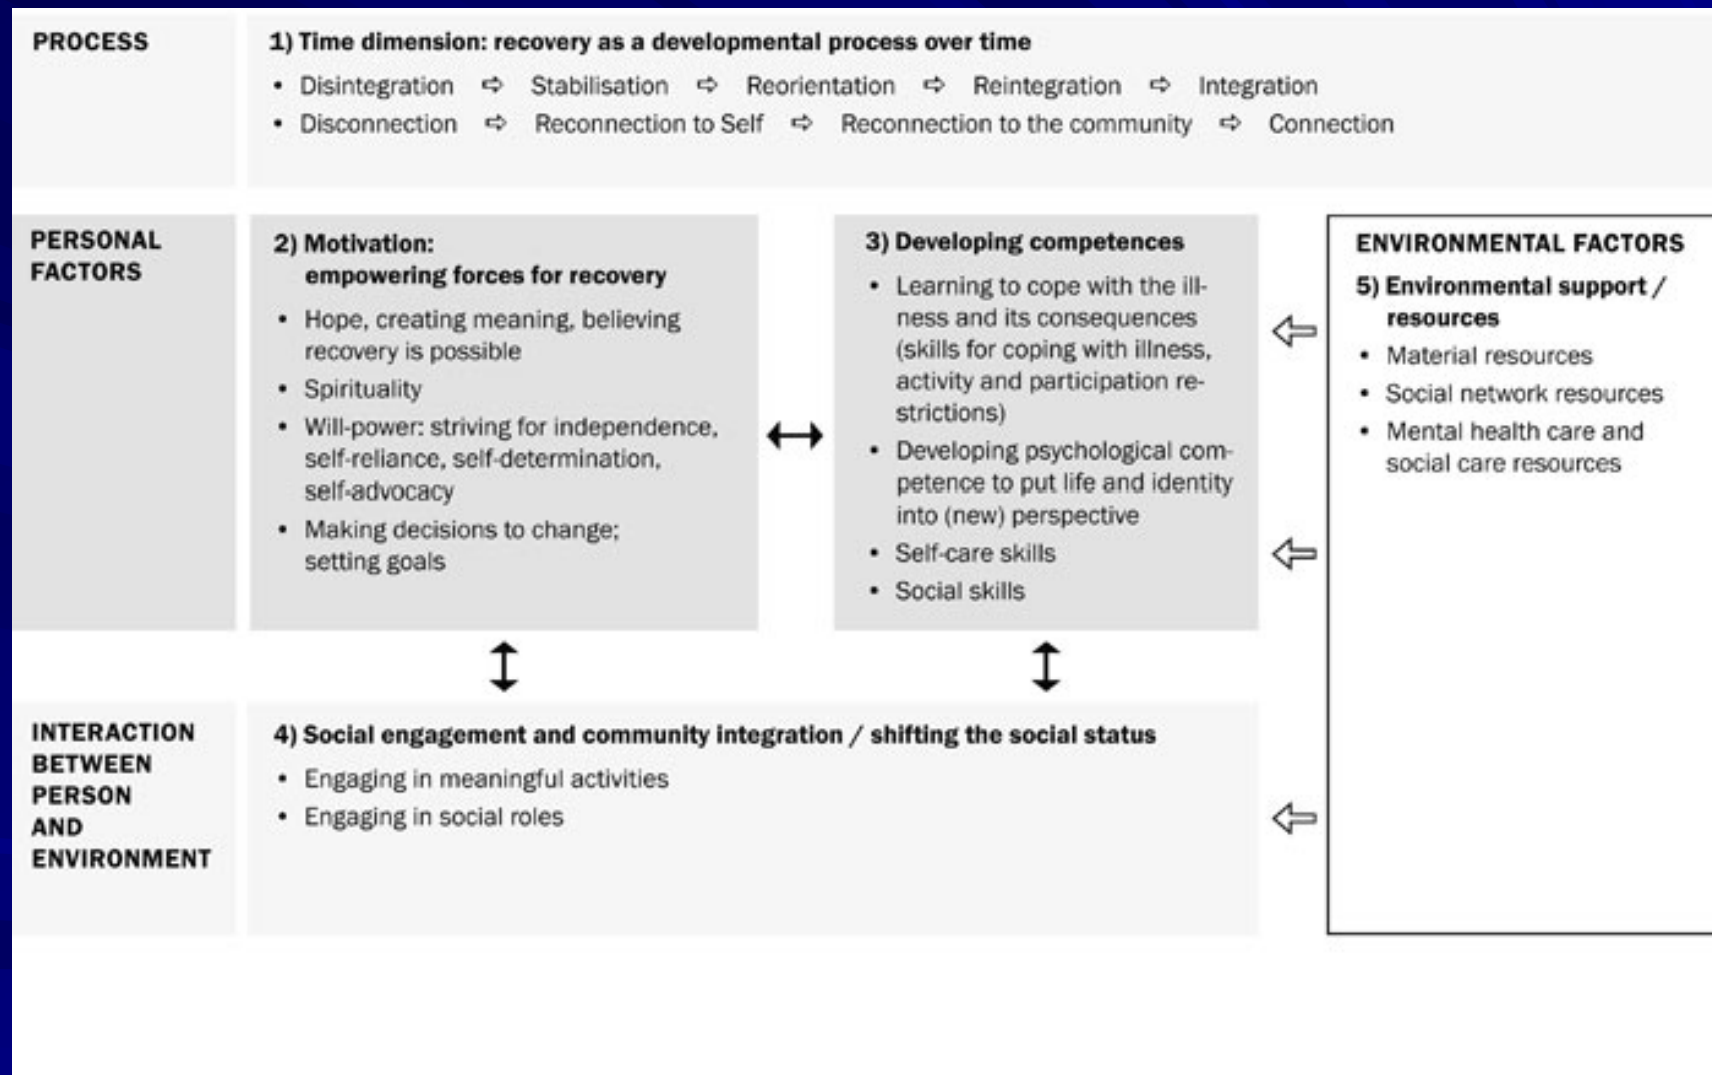 PROCESS
1) Time dimension: recovery as a developmental process over time
• Disintegration ⇨ Stabilisation ⇨ Reorientation ⇨ Reintegration ⇨ Integration
• Disconnection ⇨ Reconnection to Self ⇨ Reconnection to the community ⇨ Connection
PERSONAL
FACTORS
2) Motivation:
empowering forces for recovery
• Hope, creating meaning, believing
recovery is possible
• Spirituality
• Will-power: striving for independence,
self-reliance, self-determination,
self-advocacy
• Making decisions to change;
setting goals
3) Developing competences
• Learning to cope with the ill-
ness and its consequences
(skills for coping with illness,
activity and participation re-
strictions)
• Developing psychological com-
petence to put life and identity
into (new) perspective
• Self-care skills
• Social skills
ENVIRONMENTAL FACTORS
5) Environmental support /
resources
• Material resources
• Social network resources
• Mental health care and
social care resources
INTERACTION
BETWEEN
PERSON
AND
ENVIRONMENT
4) Social engagement and community integration / shifting the social status
• Engaging in meaningful activities
• Engaging in social roles